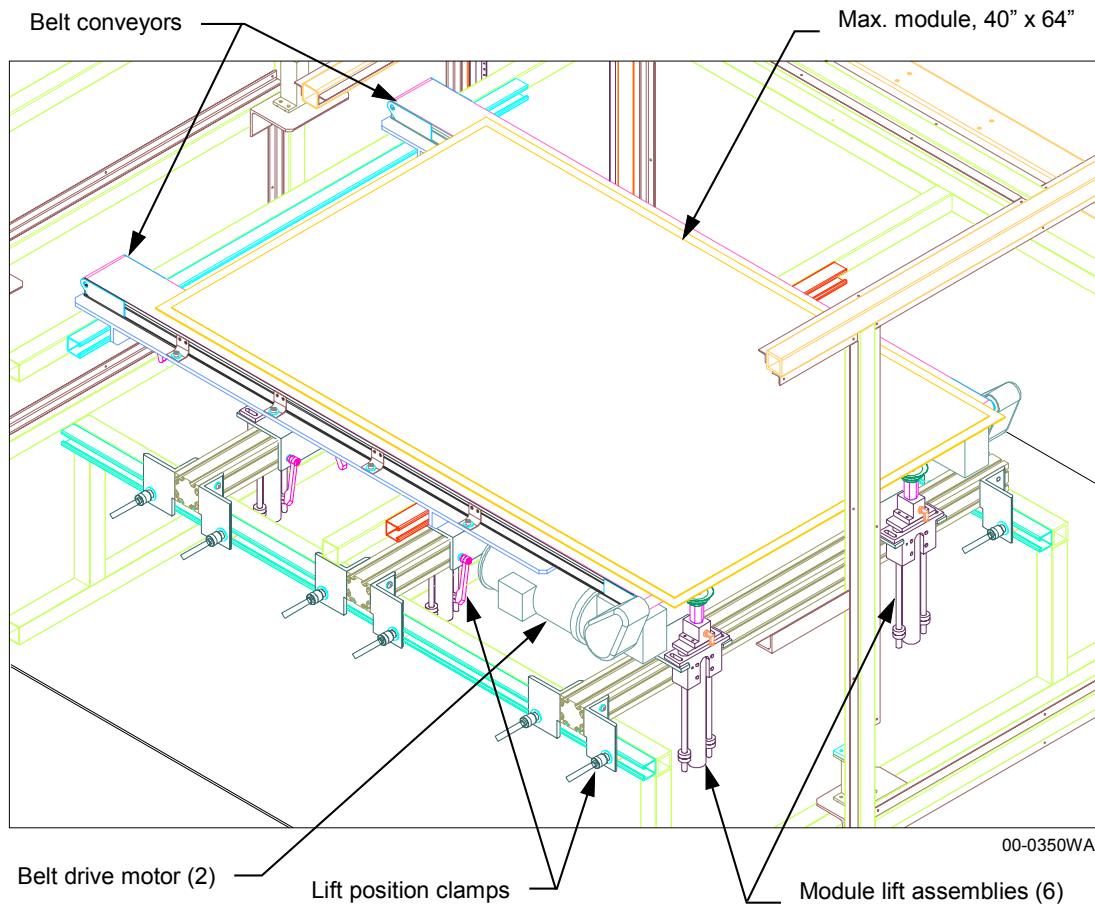 Belt conveyors
Max. module, 40” x 64”
00-0350WA
Belt drive motor (2)
Lift position clamps
Module lift assemblies (6)